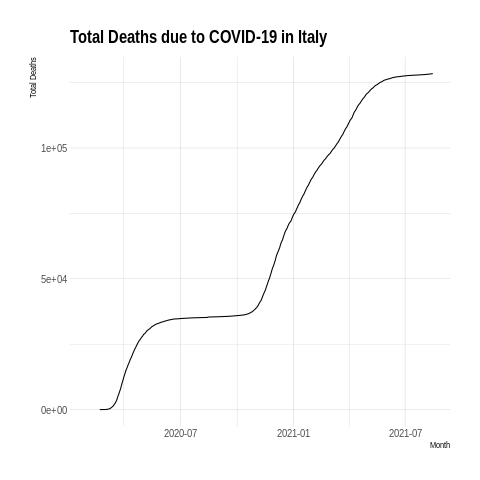 Total Deaths due to COVID-19 in Italy
Total Deaths
1e+05
5e+04
0e+00
2020-07
2021-01
2021-07
Month